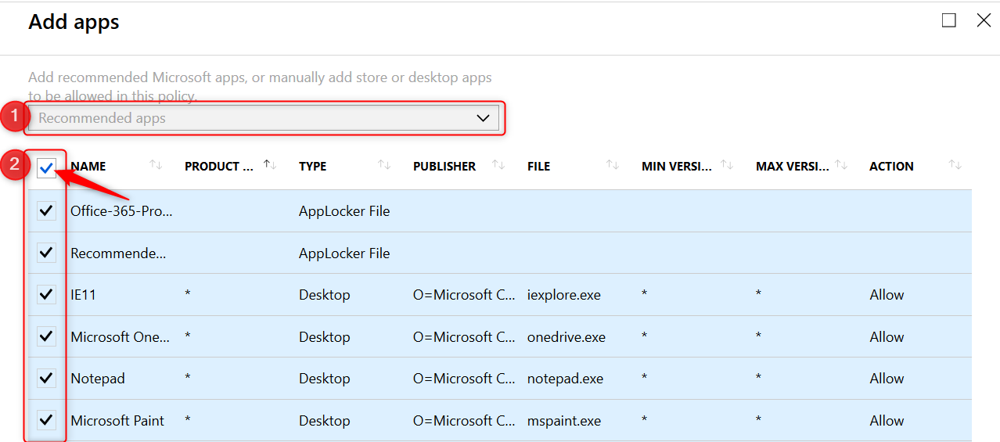 Add apps
Add recommended Microsoft apps, or manually add store or desktop apps
to be allowed in this policy.
1
Recommended apps
2
NAME PRODUCT ... TYPE PUBLISHER FILE MIN VERSI... MAX VERSI... ACTION
Office-365-Pro... AppLocker File
Recommende... AppLocker File
IE11 * Desktop O=Microsoft C... iexplore.exe * * Allow
Microsoft One... * Desktop O=Microsoft C... onedrive.exe * * Allow
Notepad * Desktop O=Microsoft C... notepad.exe * * Allow
Microsoft Paint * Desktop O=Microsoft C... mspaint.exe * * Allow